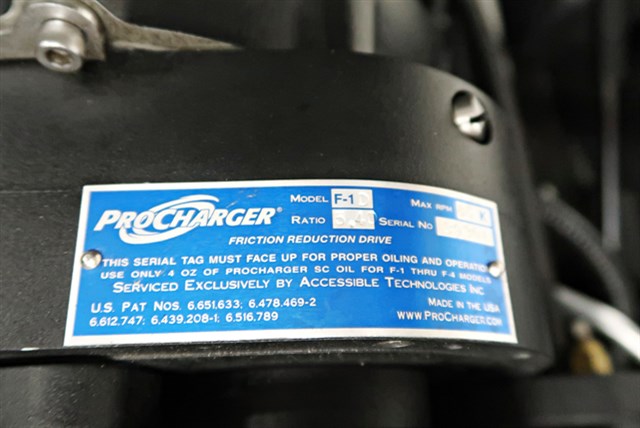 PROCHARGER®
MODEL F-1D MAX RPM
RATIO SERIAL NO
FRICTION REDUCTION DRIVE
THIS SERIAL TAG MUST FACE UP FOR PROPER OILING AND OPERATION
USE ONLY 4 OZ OF PROCHARGER SC OIL FOR F-1 THRU F-4 MODELS
SERVICED EXCLUSIVELY BY ACCESSIBLE TECHNOLOGIES INC
U.S. PAT NOS. 6.651.633; 6.478.469-2 MADE IN THE USA
6.612.747; 6,439.208-1; 6.516.789 WWW.PROCHARGER.COM